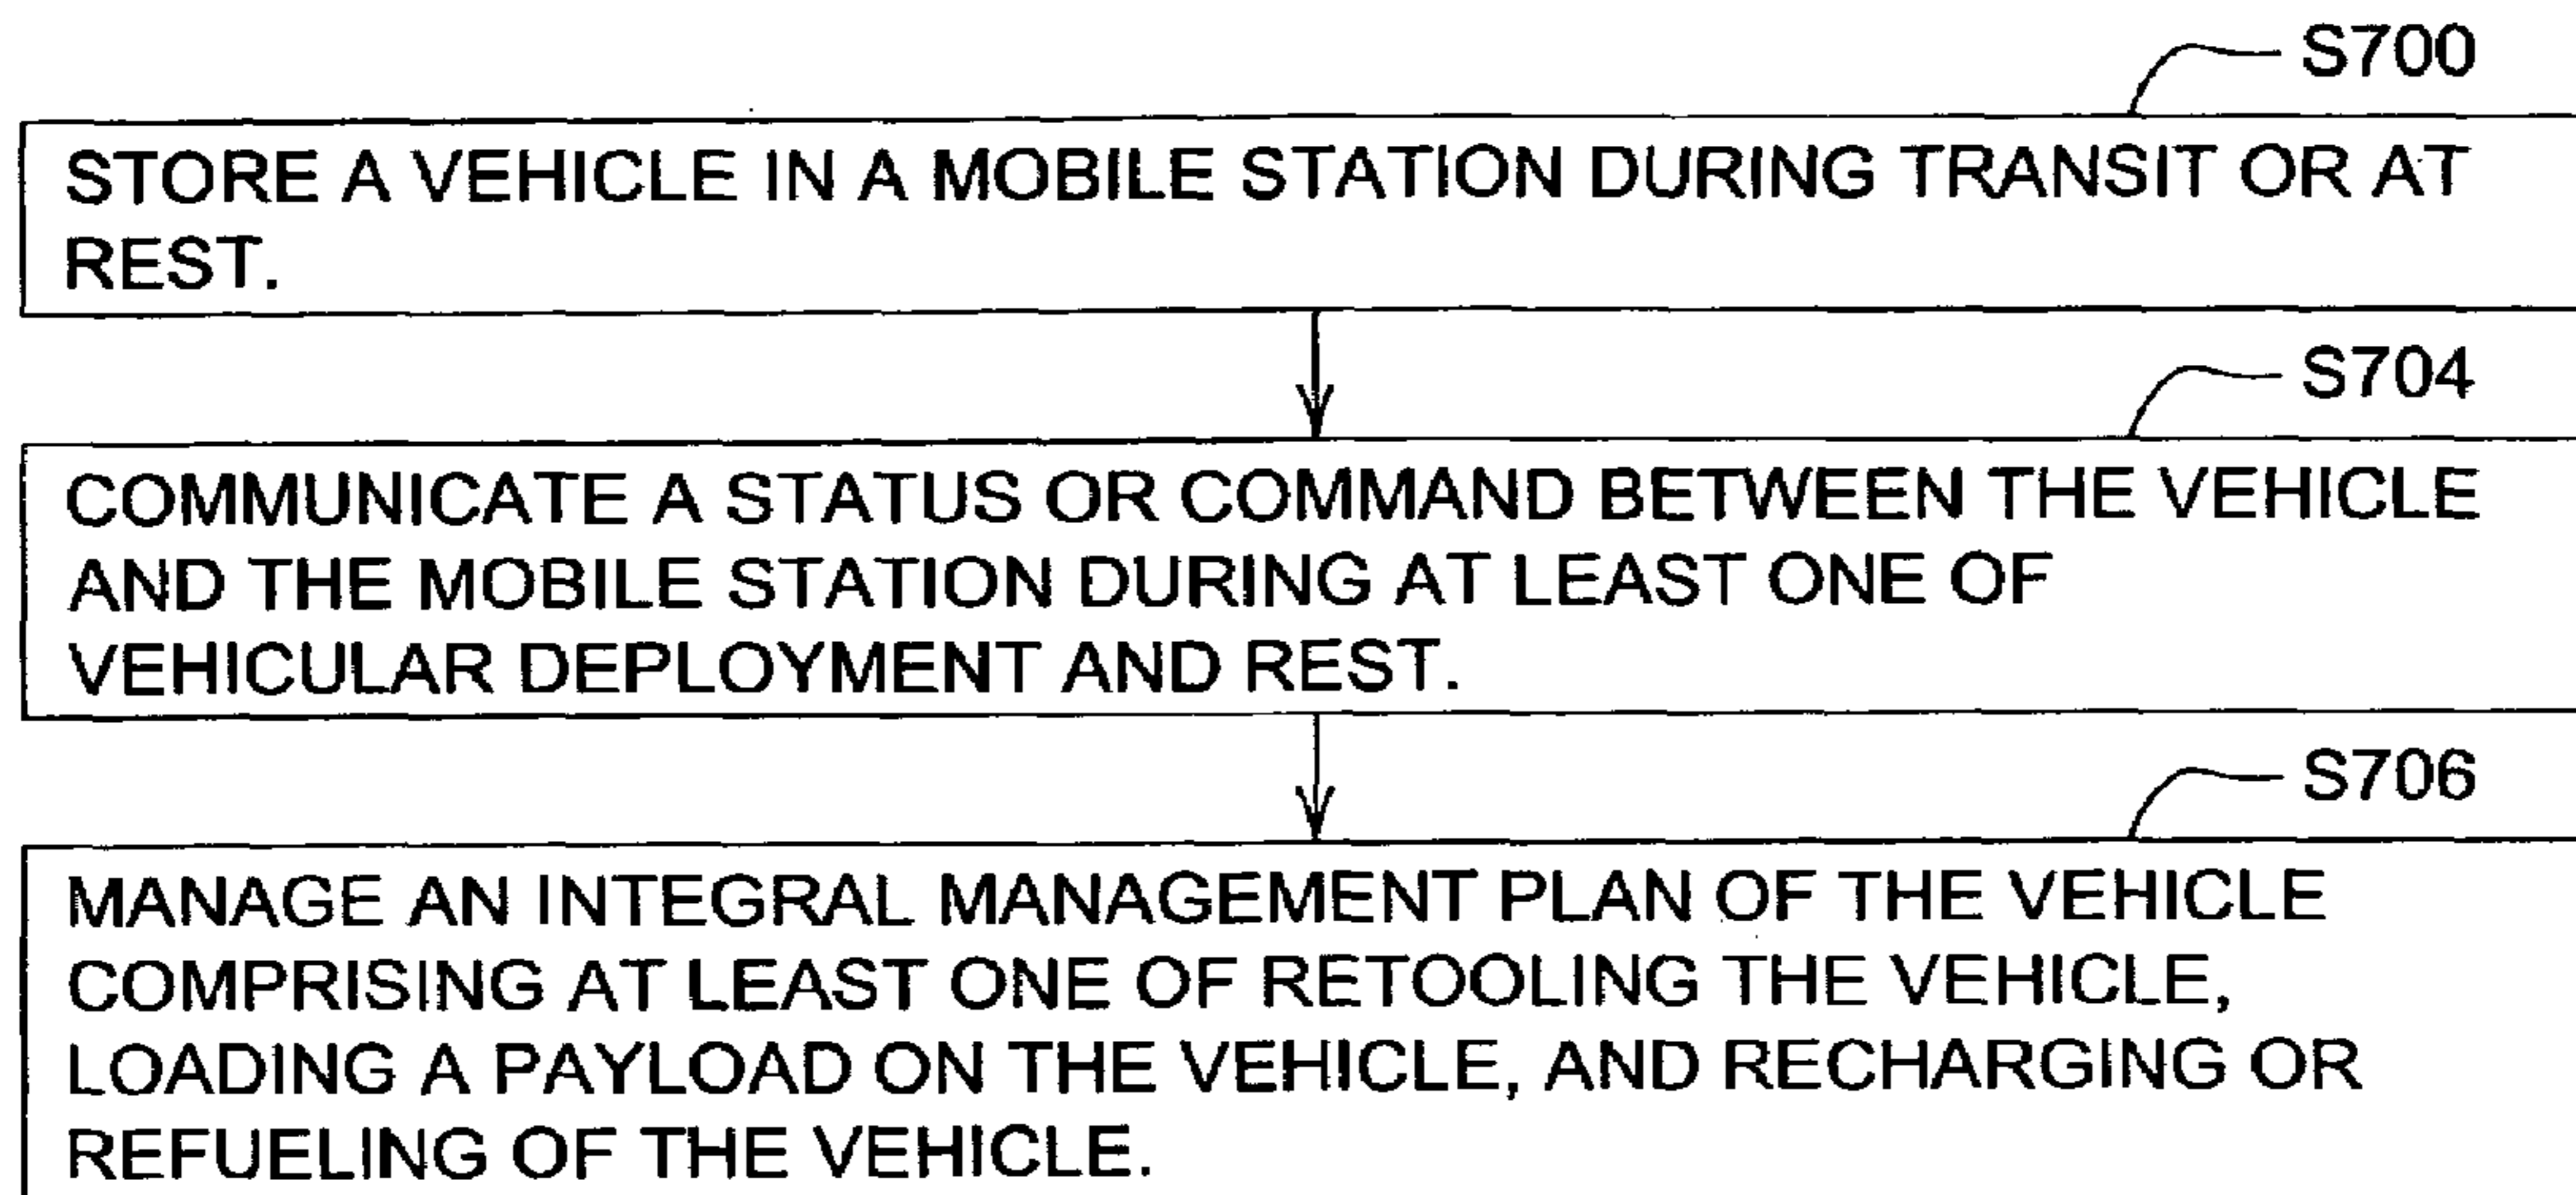 S700
STORE A VEHICLE IN A MOBILE STATION DURING TRANSIT OR AT
REST.
S704
COMMUNICATE A STATUS OR COMMAND BETWEEN THE VEHICLE
AND THE MOBILE STATION DURING AT LEAST ONE OF
VEHICULAR DEPLOYMENT AND REST.
S706
MANAGE AN INTEGRAL MANAGEMENT PLAN OF THE VEHICLE
COMPRISING AT LEAST ONE OF RETOOLING THE VEHICLE,
LOADING A PAYLOAD ON THE VEHICLE, AND RECHARGING OR
REFUELING OF THE VEHICLE.